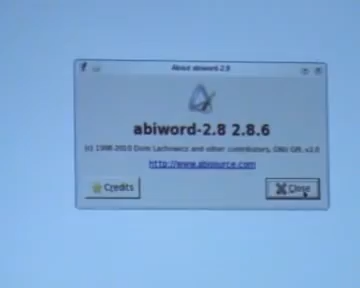 About abiword-2.8
abiword-2.8 2.8.6
(c) 1998-2010 Dom Lachowicz and other contributors, GNU GPL v2.0
http://www.abisource.com
Credits
Close